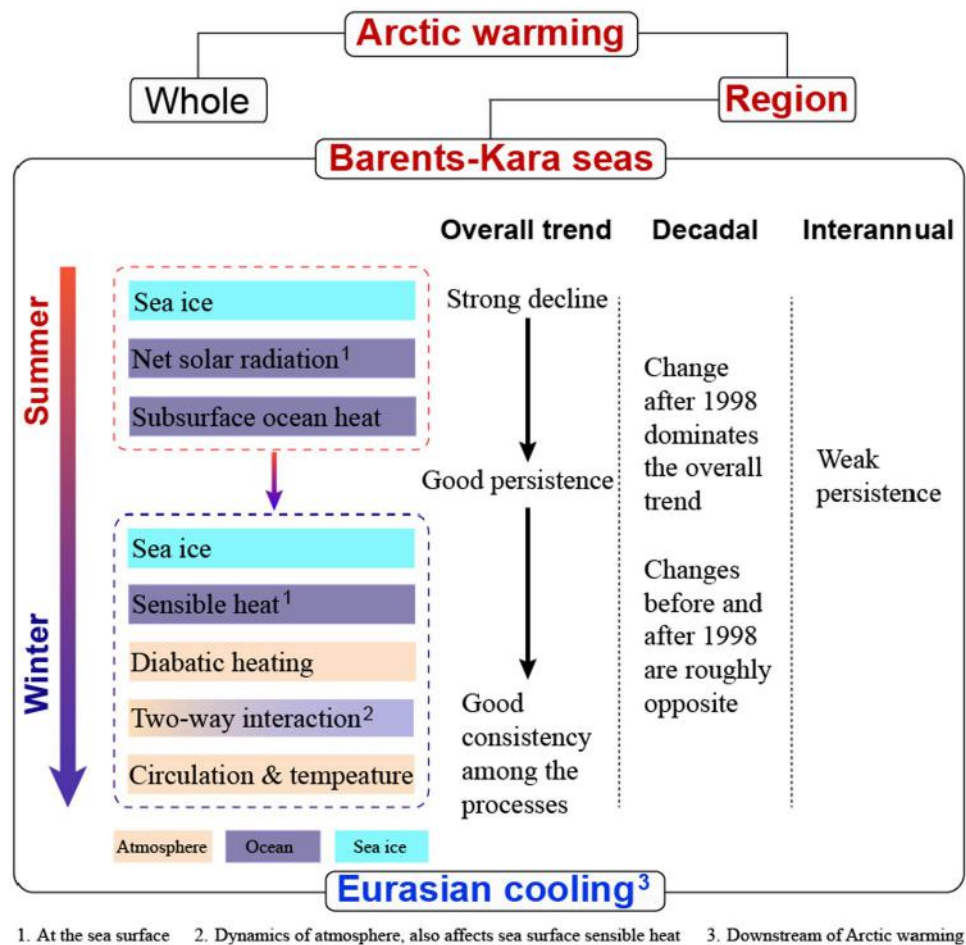 Arctic warming
Whole
Region
Barents-Kara seas
Overall trend
Decadal
Interannual
Summer
Winter
Sea ice
Net solar radiation1
Subsurface ocean heat
Sea ice
Sensible heat1
Diabatic heating
Two-way interaction2
Circulation & tempeature
Strong decline
Good persistence
Good
consistency
among the
processes
Change
after 1998
dominates
the overall
trend
Changes
before and
after 1998
are roughly
opposite
Weak
persistence
Atmosphere
Ocean
Sea ice
Eurasian cooling3
1. At the sea surface 2. Dynamics of atmosphere, also affects sea surface sensible heat 3. Downstream of Arctic warming